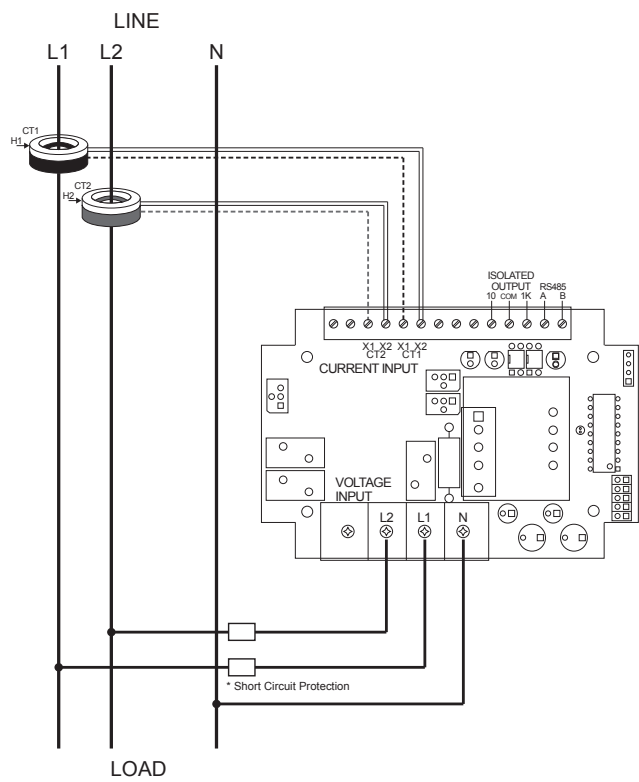 LINE
L1 L2 N
CT1
H1
CT2
H2
ISOLATED
OUTPUT RS485
10 COM 1K A B
X1 X2 X1 X2
CT2 CT1
CURRENT INPUT
VOLTAGE
INPUT
L2 L1 N
* Short Circuit Protection
LOAD